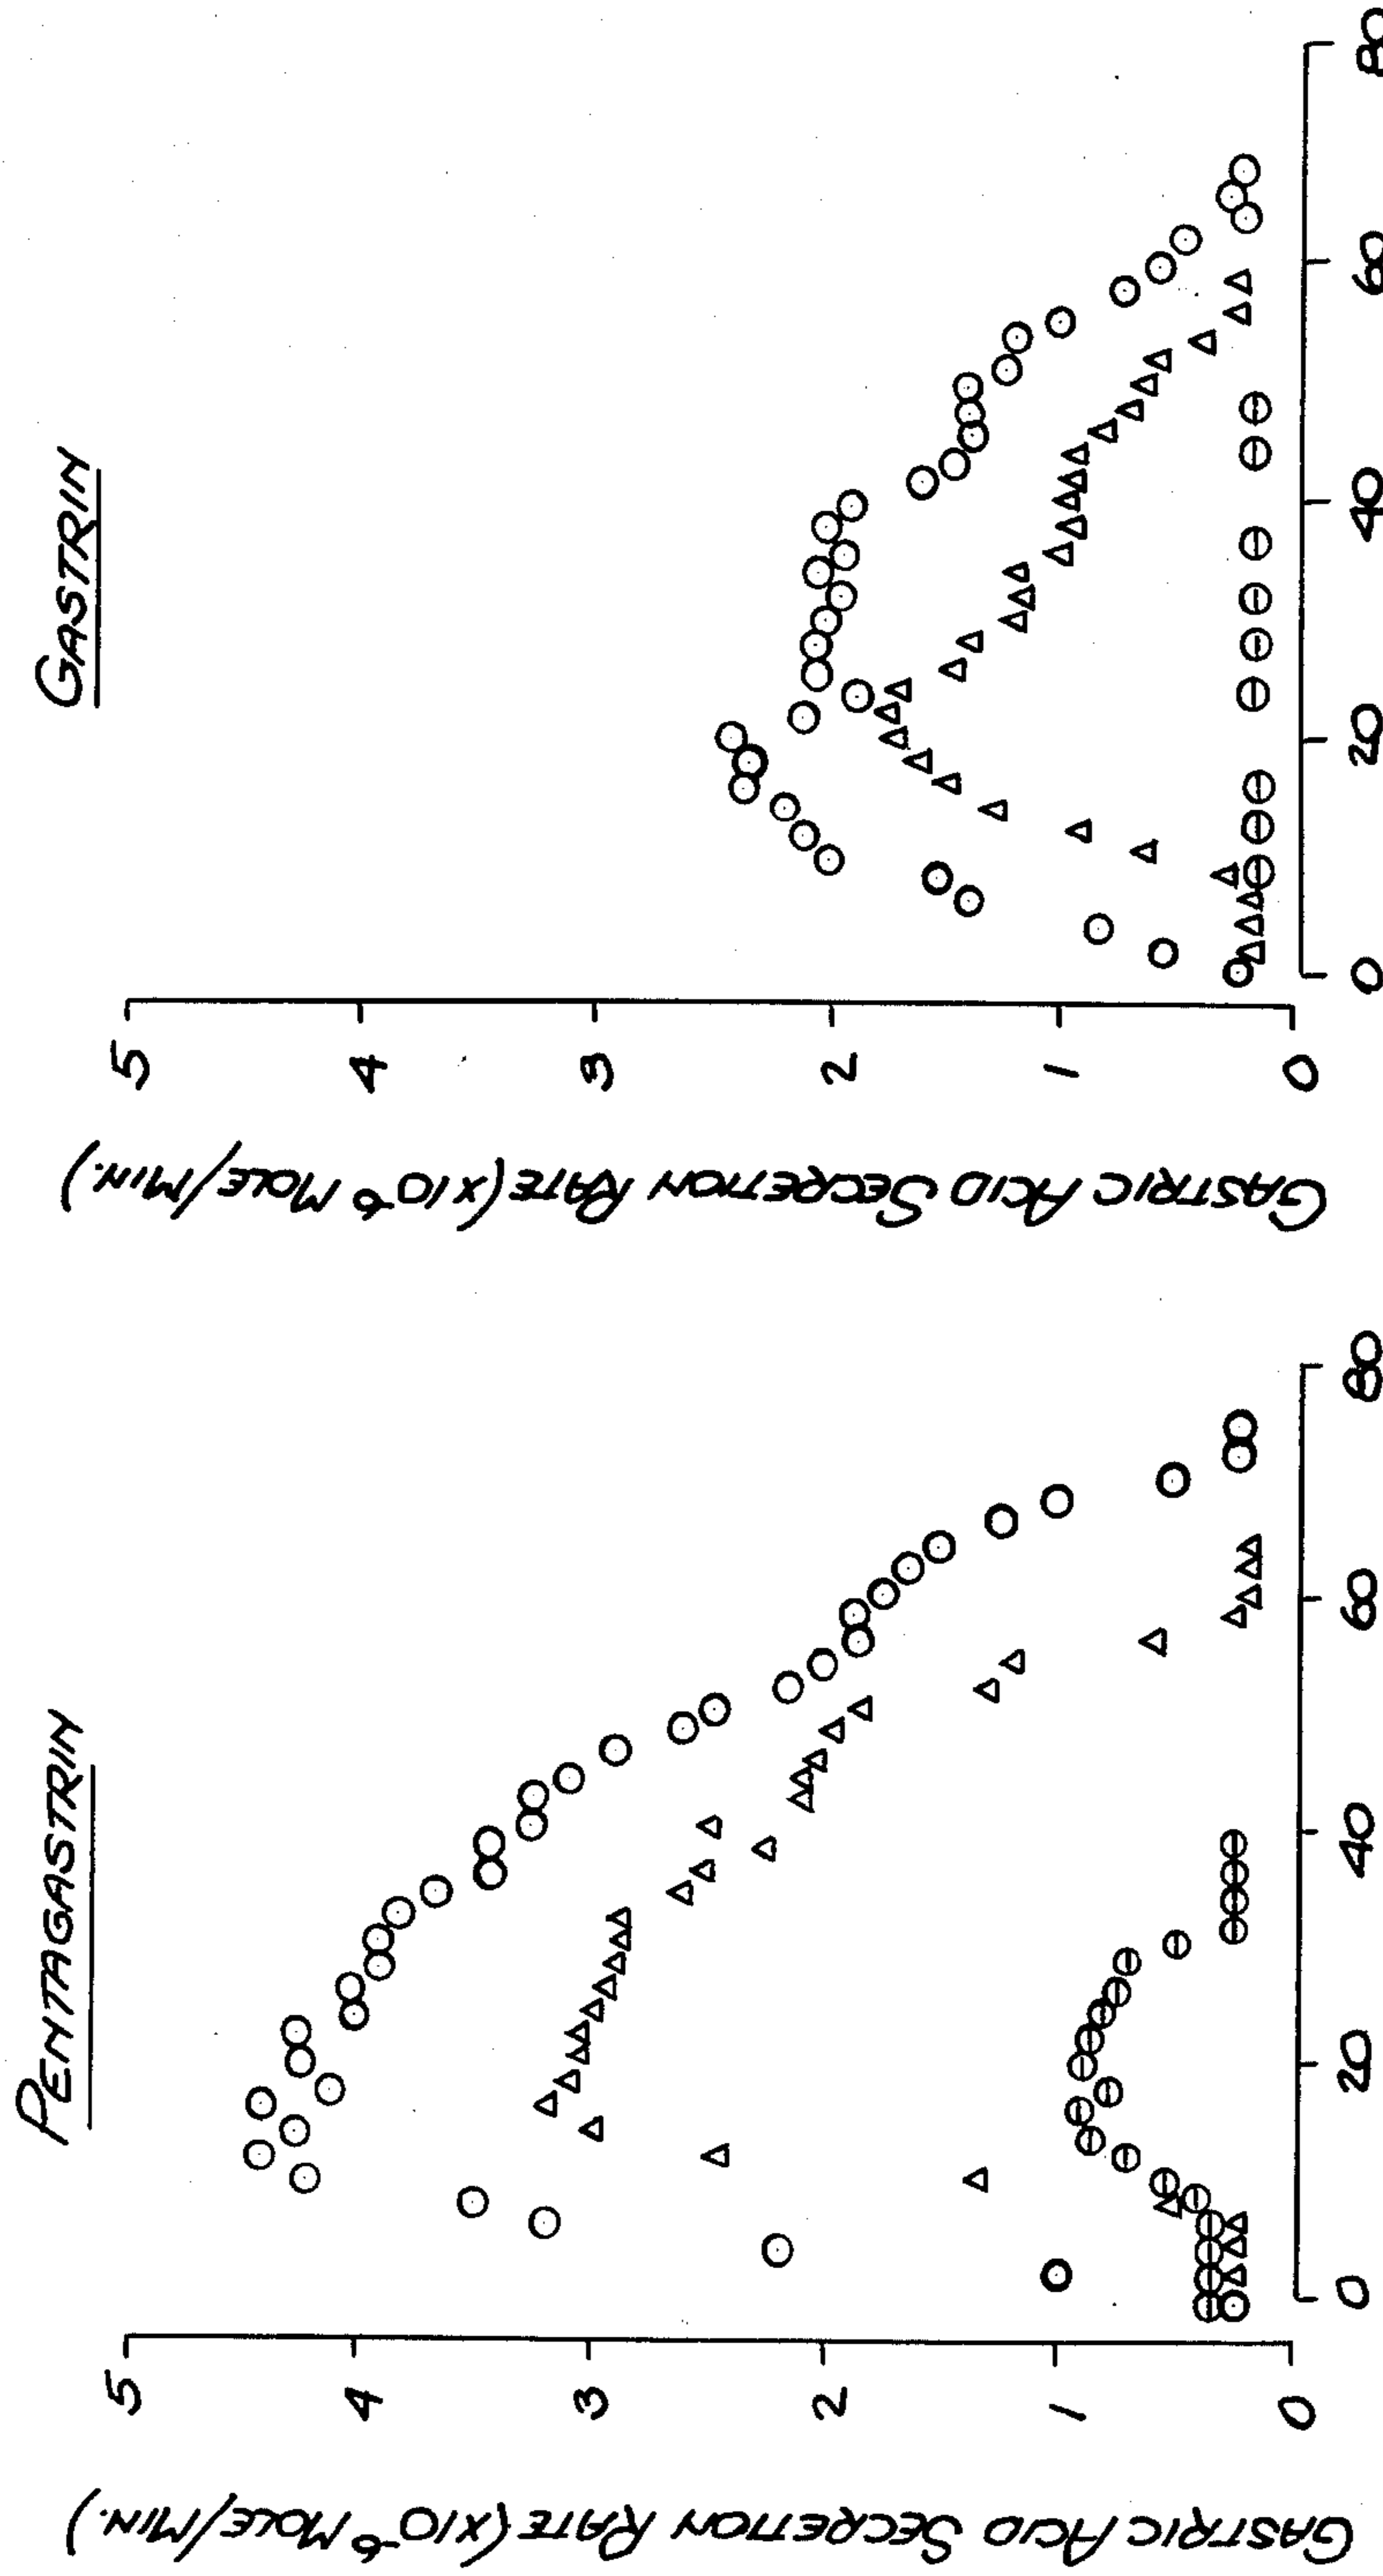 PENTAGASTRIN
GASTRIC ACID SECRETION RATE (x10⁻⁶ MOLE/MIN.)
5
4
3
2
1
0
0 20 40 60 80
GASTRIN
GASTRIC ACID SECRETION RATE (x10⁻⁶ MOLE/MIN.)
5
4
3
2
1
0
0 20 40 60 80